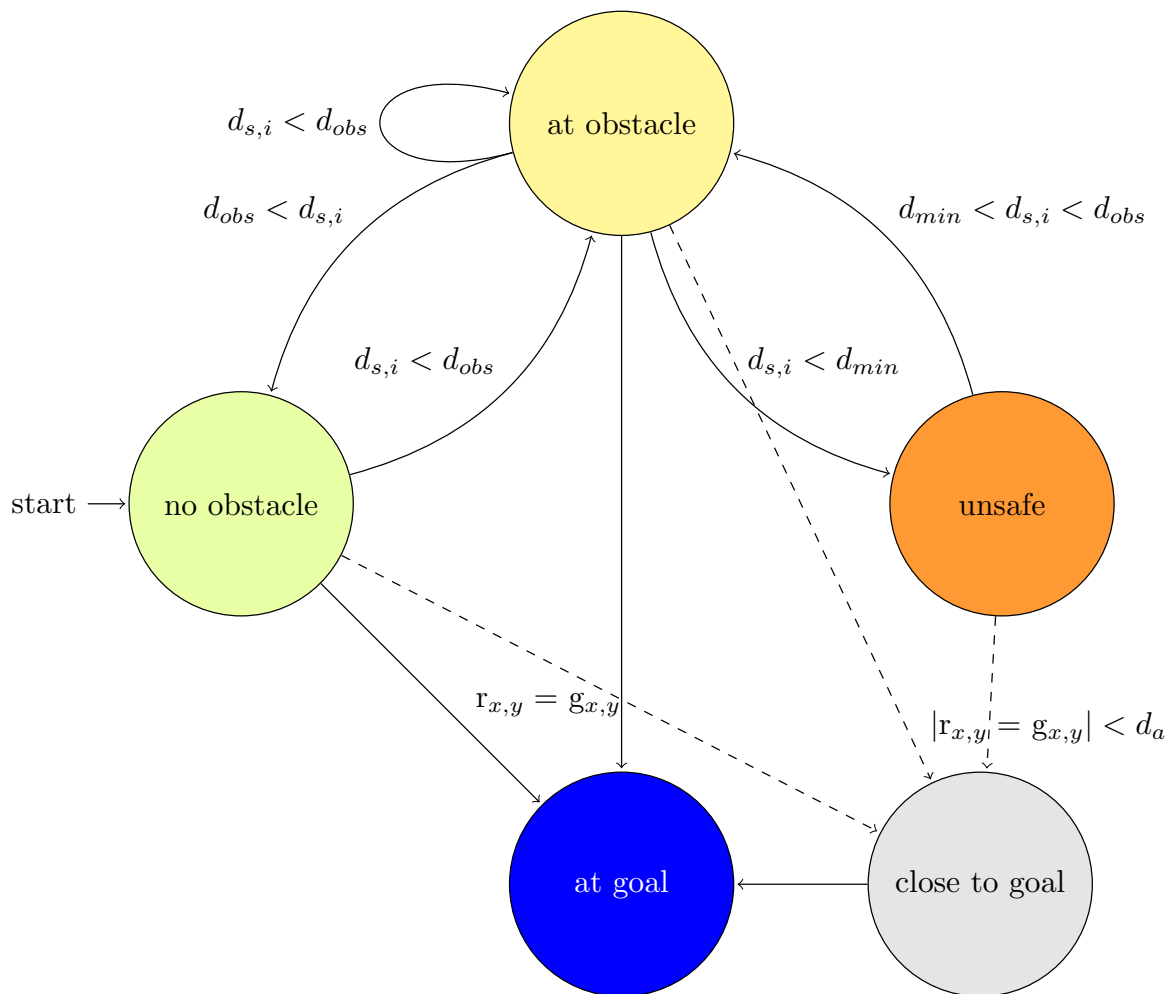 at obstacle
d_{s,i} < d_{obs}
d_{obs} < d_{s,i}
d_{min} < d_{s,i} < d_{obs}
d_{s,i} < d_{obs}
d_{s,i} < d_{min}
start
no obstacle
unsafe
r_{x,y} = g_{x,y}
|r_{x,y} = g_{x,y}| < d_a
at goal
close to goal